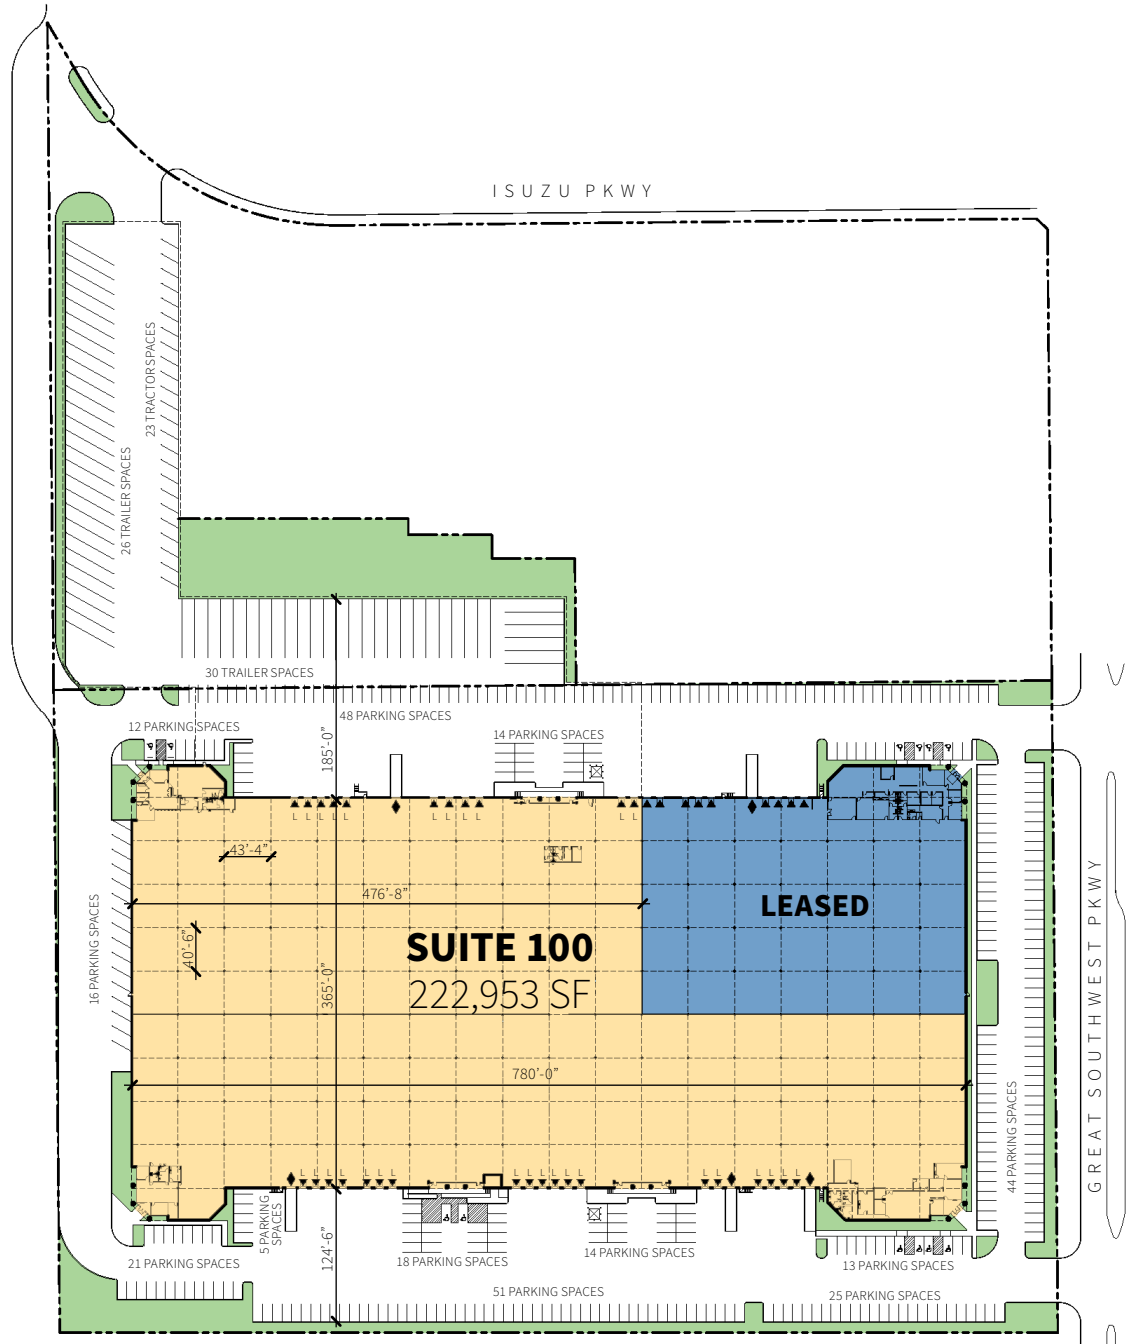 ISUZU PKWY
23 TRACTOR SPACES
26 TRAILER SPACES
30 TRAILER SPACES
48 PARKING SPACES
12 PARKING SPACES
14 PARKING SPACES
185'-0"
L L L L L
L L L L
L L
43'-4"
476'-8"
LEASED
SUITE 100
222,953 SF
40'-6"
365'-0"
16 PARKING SPACES
GREAT SOUTHWEST PKWY
780'-0"
44 PARKING SPACES
L L L L
L L L
L L L L L L
L L
L L L L
5 PARKING
SPACES
124'-6"
21 PARKING SPACES
18 PARKING SPACES
14 PARKING SPACES
13 PARKING SPACES
51 PARKING SPACES
25 PARKING SPACES